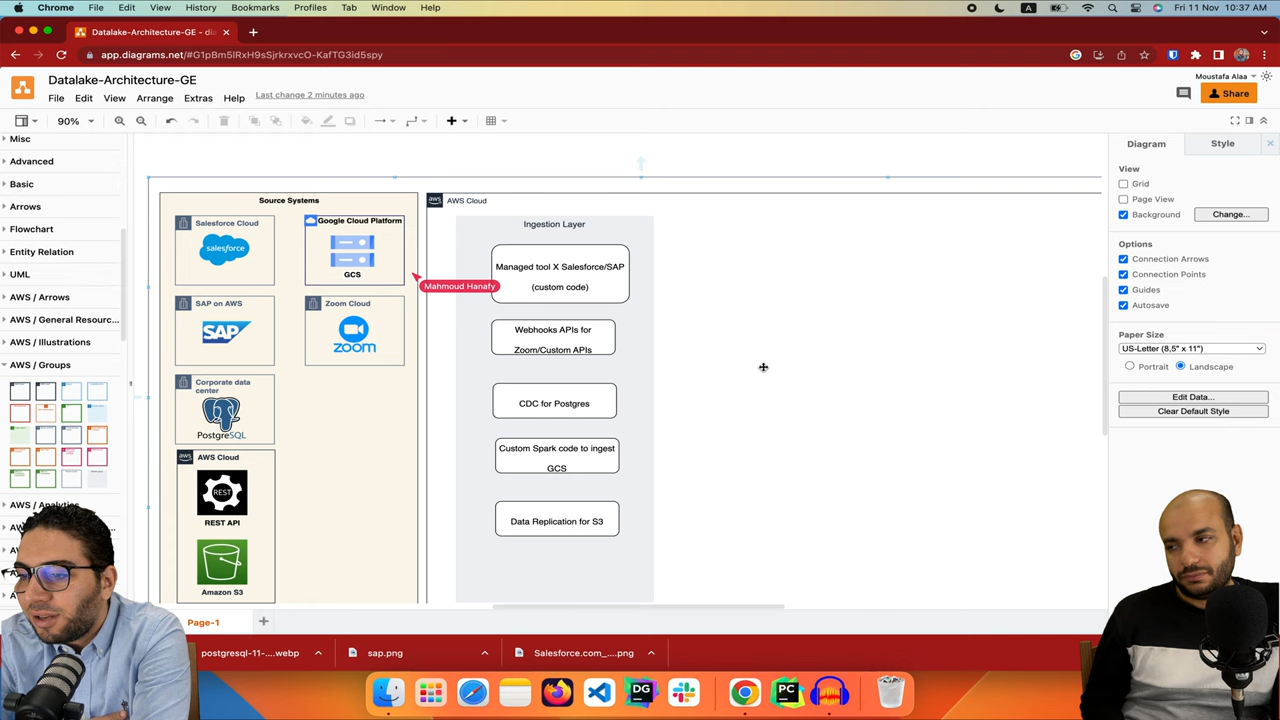 Chrome File Edit View History Bookmarks Profiles Tab Window Help
A
Fri 11 Nov 10:37 AM
Datalake-Architecture-GE - dia
app.diagrams.net/#G1pBm5lRxH9sSjrkrxvcO-KafTG3id5spy
Datalake-Architecture-GE
Moustafa Alaa
File Edit View Arrange Extras Help
Last change 2 minutes ago
Share
90%
Misc
Advanced
Basic
Arrows
Flowchart
Entity Relation
UML
AWS / Arrows
AWS / General Resourc...
AWS / Illustrations
AWS / Groups
AWS / Analytics
Source Systems
Salesforce Cloud
salesforce
Google Cloud Platform
GCS
SAP on AWS
SAP
Zoom Cloud
ZOOM
Corporate data
center
PostgreSQL
AWS Cloud
REST
REST API
Amazon S3
Mahmoud Hanafy
aws
AWS Cloud
Ingestion Layer
Managed tool X Salesforce/SAP
(custom code)
Webhooks APIs for
Zoom/Custom APIs
CDC for Postgres
Custom Spark code to ingest
GCS
Data Replication for S3
Diagram
Style
View
Grid
Page View
Background
Change...
Options
Connection Arrows
Connection Points
Guides
Autosave
Paper Size
US-Letter (8,5" x 11")
Portrait
Landscape
Edit Data...
Clear Default Style
Page-1
postgresql-11-....webp
sap.png
Salesforce.com_....png
DG
PC